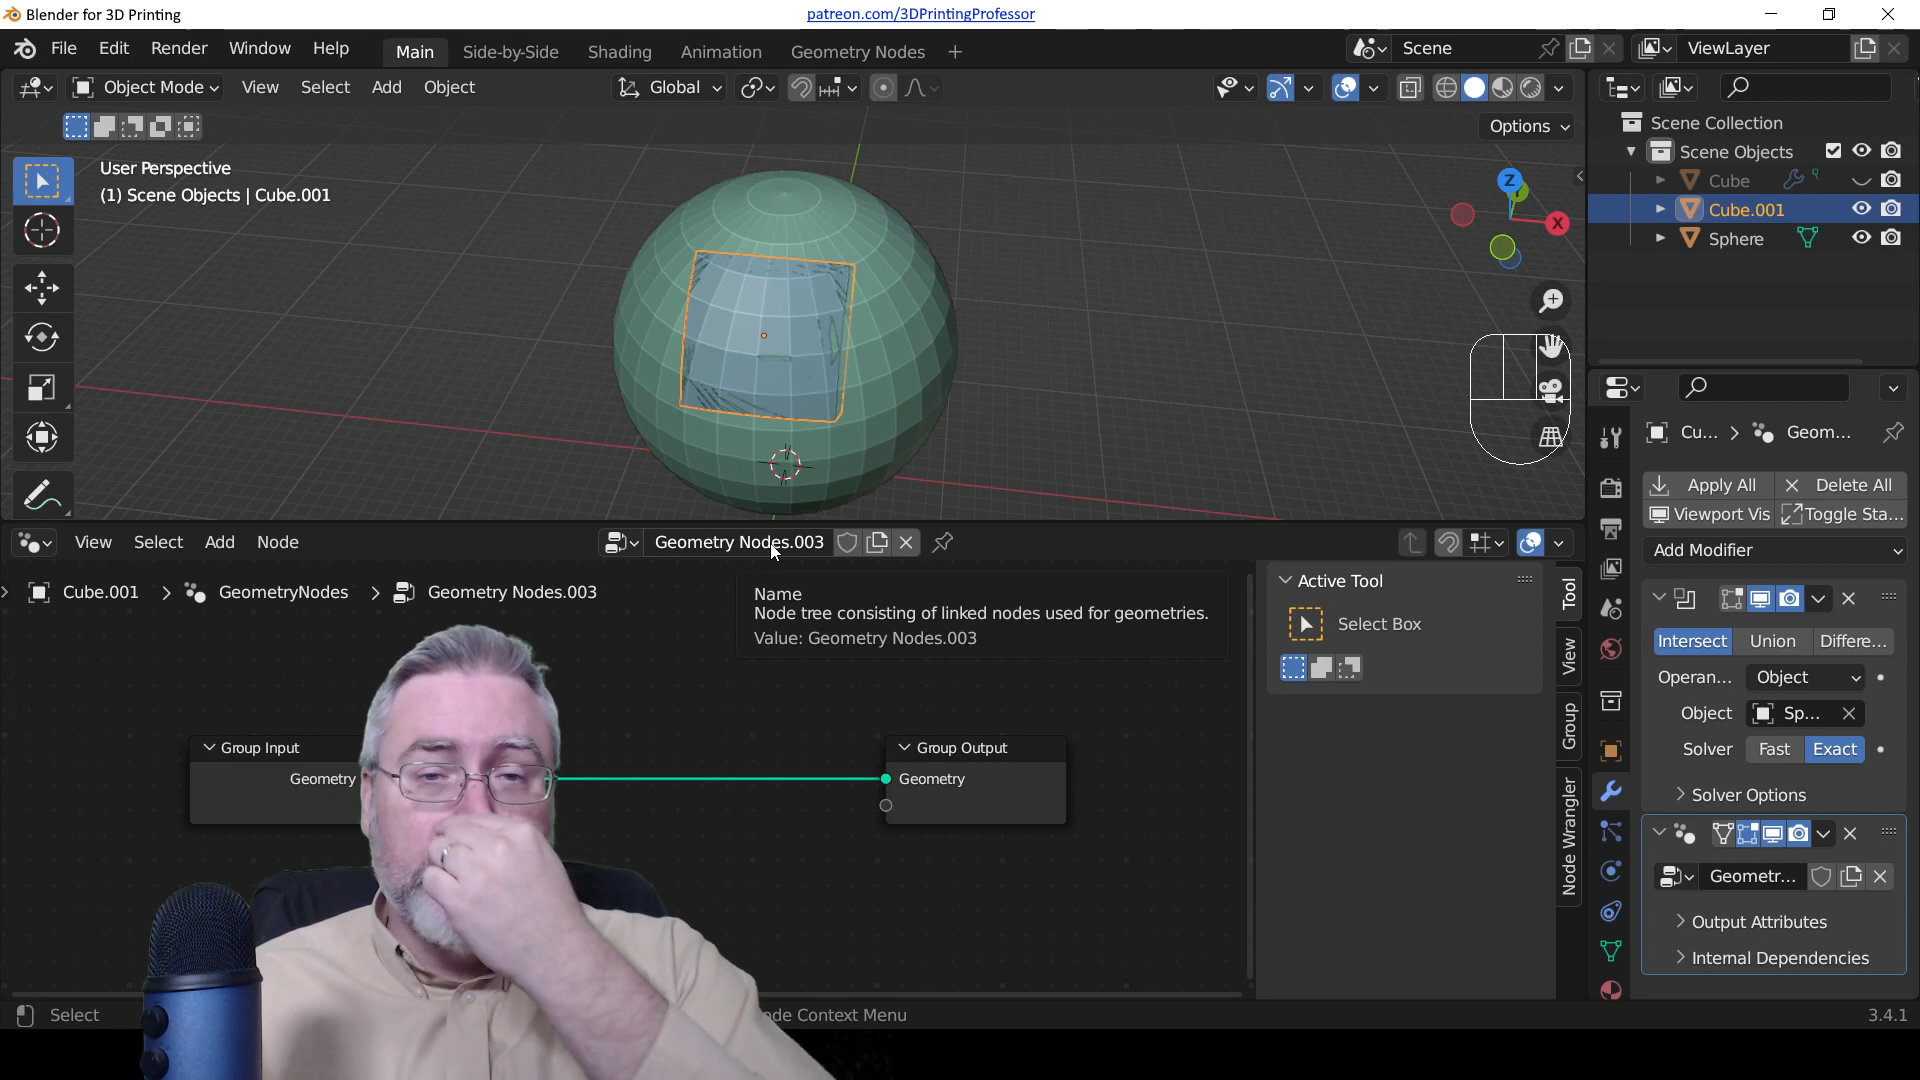 Blender for 3D Printing
patreon.com/3DPrintingProfessor
File Edit Render Window Help
Main Side-by-Side Shading Animation Geometry Nodes
Scene
ViewLayer
Object Mode View Select Add Object
Global
Options
User Perspective
(1) Scene Objects | Cube.001
Z
X
Scene Collection
Scene Objects
Cube
Cube.001
Sphere
View Select Add Node
Geometry Nodes.003
Cube.001 > GeometryNodes > Geometry Nodes.003
Name
Node tree consisting of linked nodes used for geometries.
Value: Geometry Nodes.003
Group Input
Geometry
Group Output
Geometry
Active Tool
Select Box
Tool
View
Group
Node Wrangler
Cu... > Geom...
Apply All
Delete All
Viewport Vis
Toggle Sta...
Add Modifier
Intersect Union Differe...
Operan... Object
Object Sp...
Solver Fast Exact
Solver Options
Geometr...
Output Attributes
Internal Dependencies
Select
ode Context Menu
3.4.1